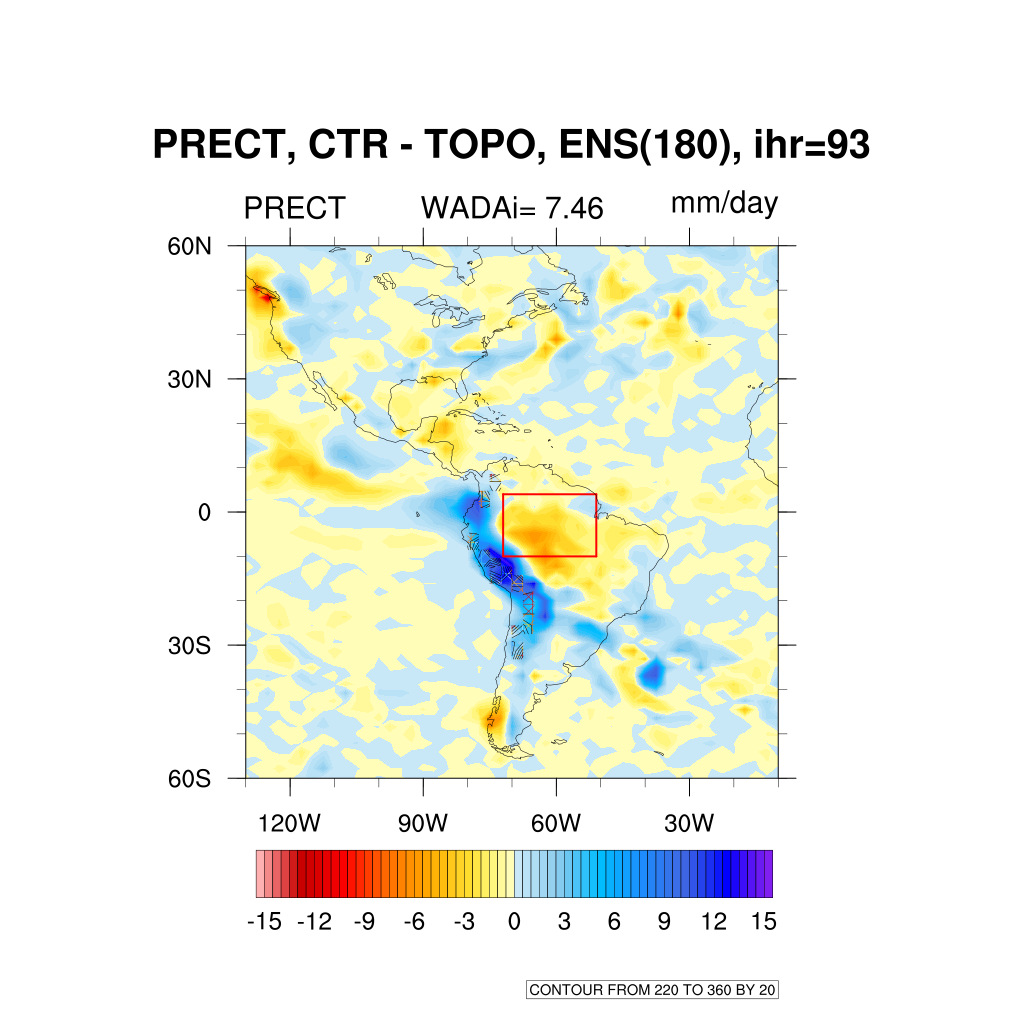 PRECT, CTR - TOPO, ENS(180), ihr=93
PRECT WADAi= 7.46 mm/day
60N
30N
0
30S
60S
120W 90W 60W 30W
-15 -12 -9 -6 -3 0 3 6 9 12 15
CONTOUR FROM 220 TO 360 BY 20